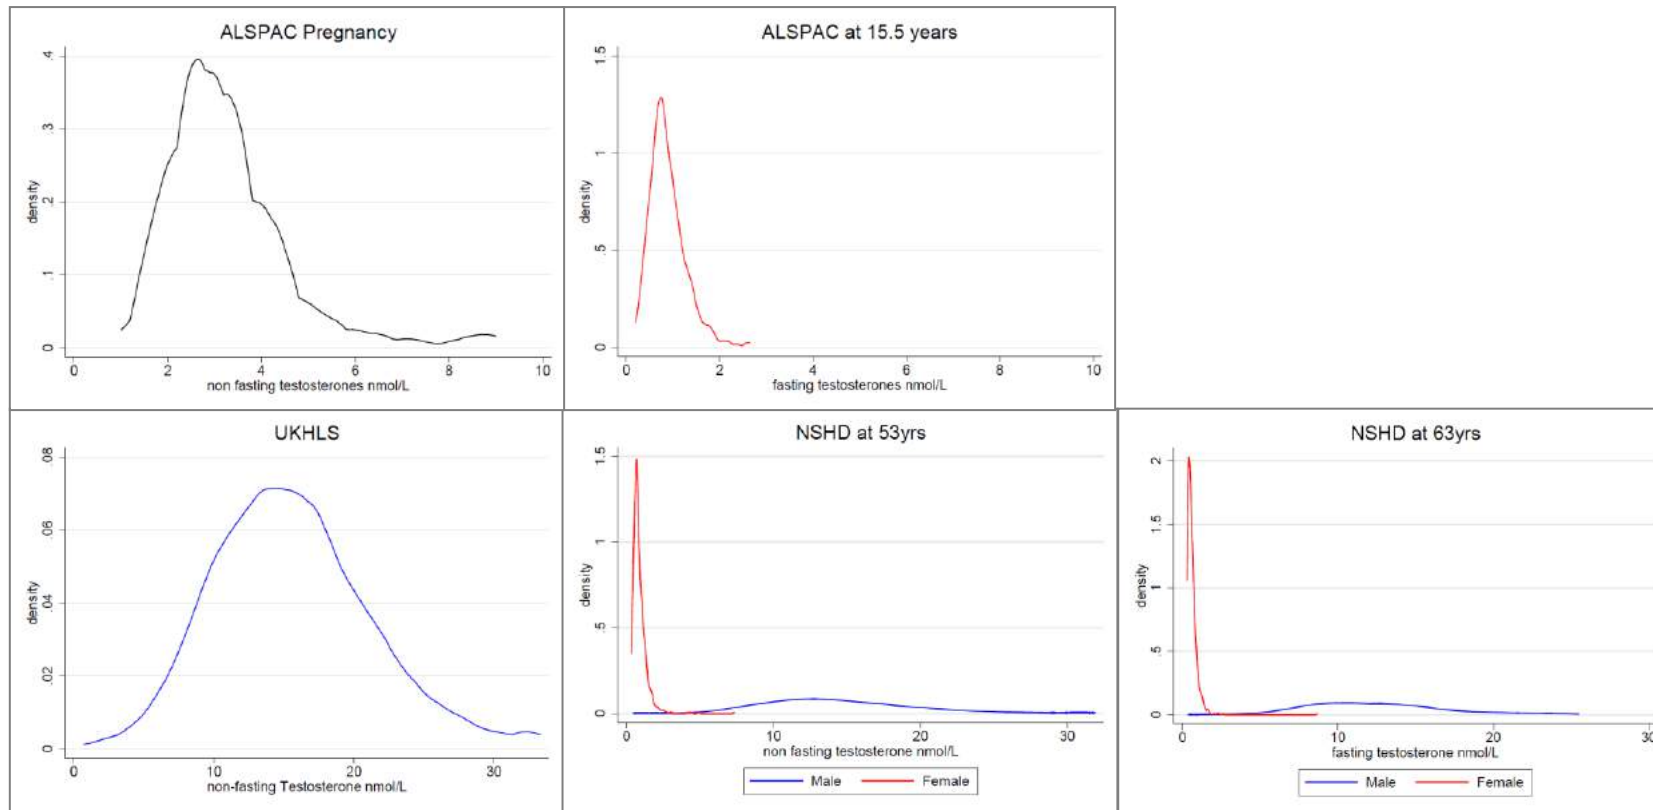 ALSPAC Pregnancy
.4
.3
.2
.1
0
density
0 2 4 6 8 10
non fasting testosterones nmol/L
ALSPAC at 15.5 years
1.5
1
.5
0
density
0 2 4 6 8 10
fasting testosterones nmol/L
UKHLS
.08
.06
.04
.02
0
density
0 10 20 30
non-fasting Testosterone nmol/L
NSHD at 53yrs
1.5
1
.5
0
density
0 10 20 30
non fasting testosterone nmol/L
Male Female
NSHD at 63yrs
2
1.5
1
.5
0
density
0 10 20 30
fasting testosterone nmol/L
Male Female